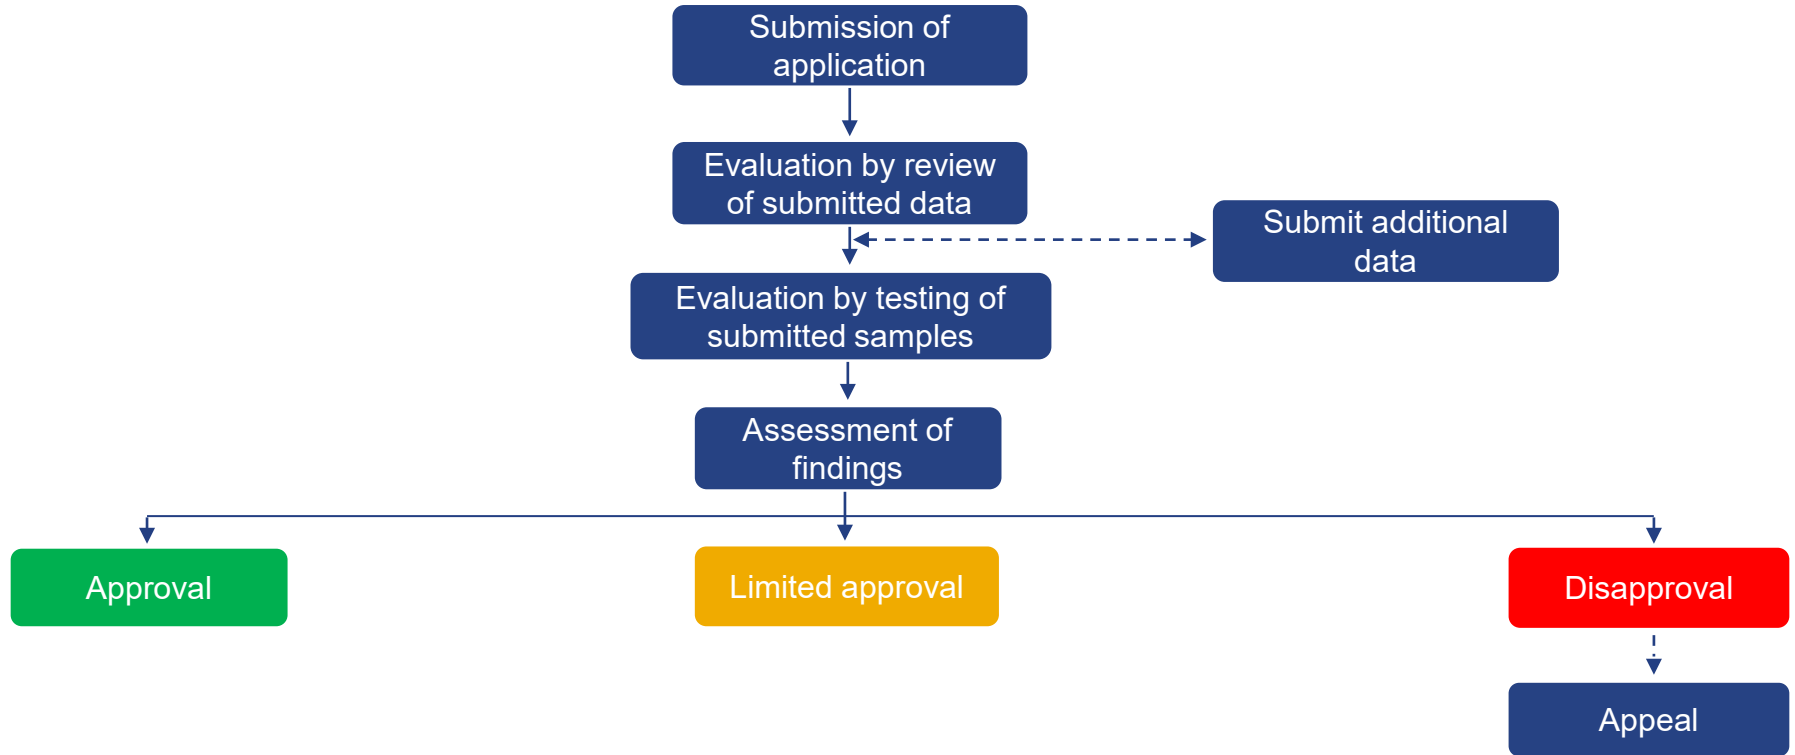 Submission of
application
Evaluation by review
of submitted data
Submit additional
data
Evaluation by testing of
submitted samples
Assessment of
findings
Approval
Limited approval
Disapproval
Appeal